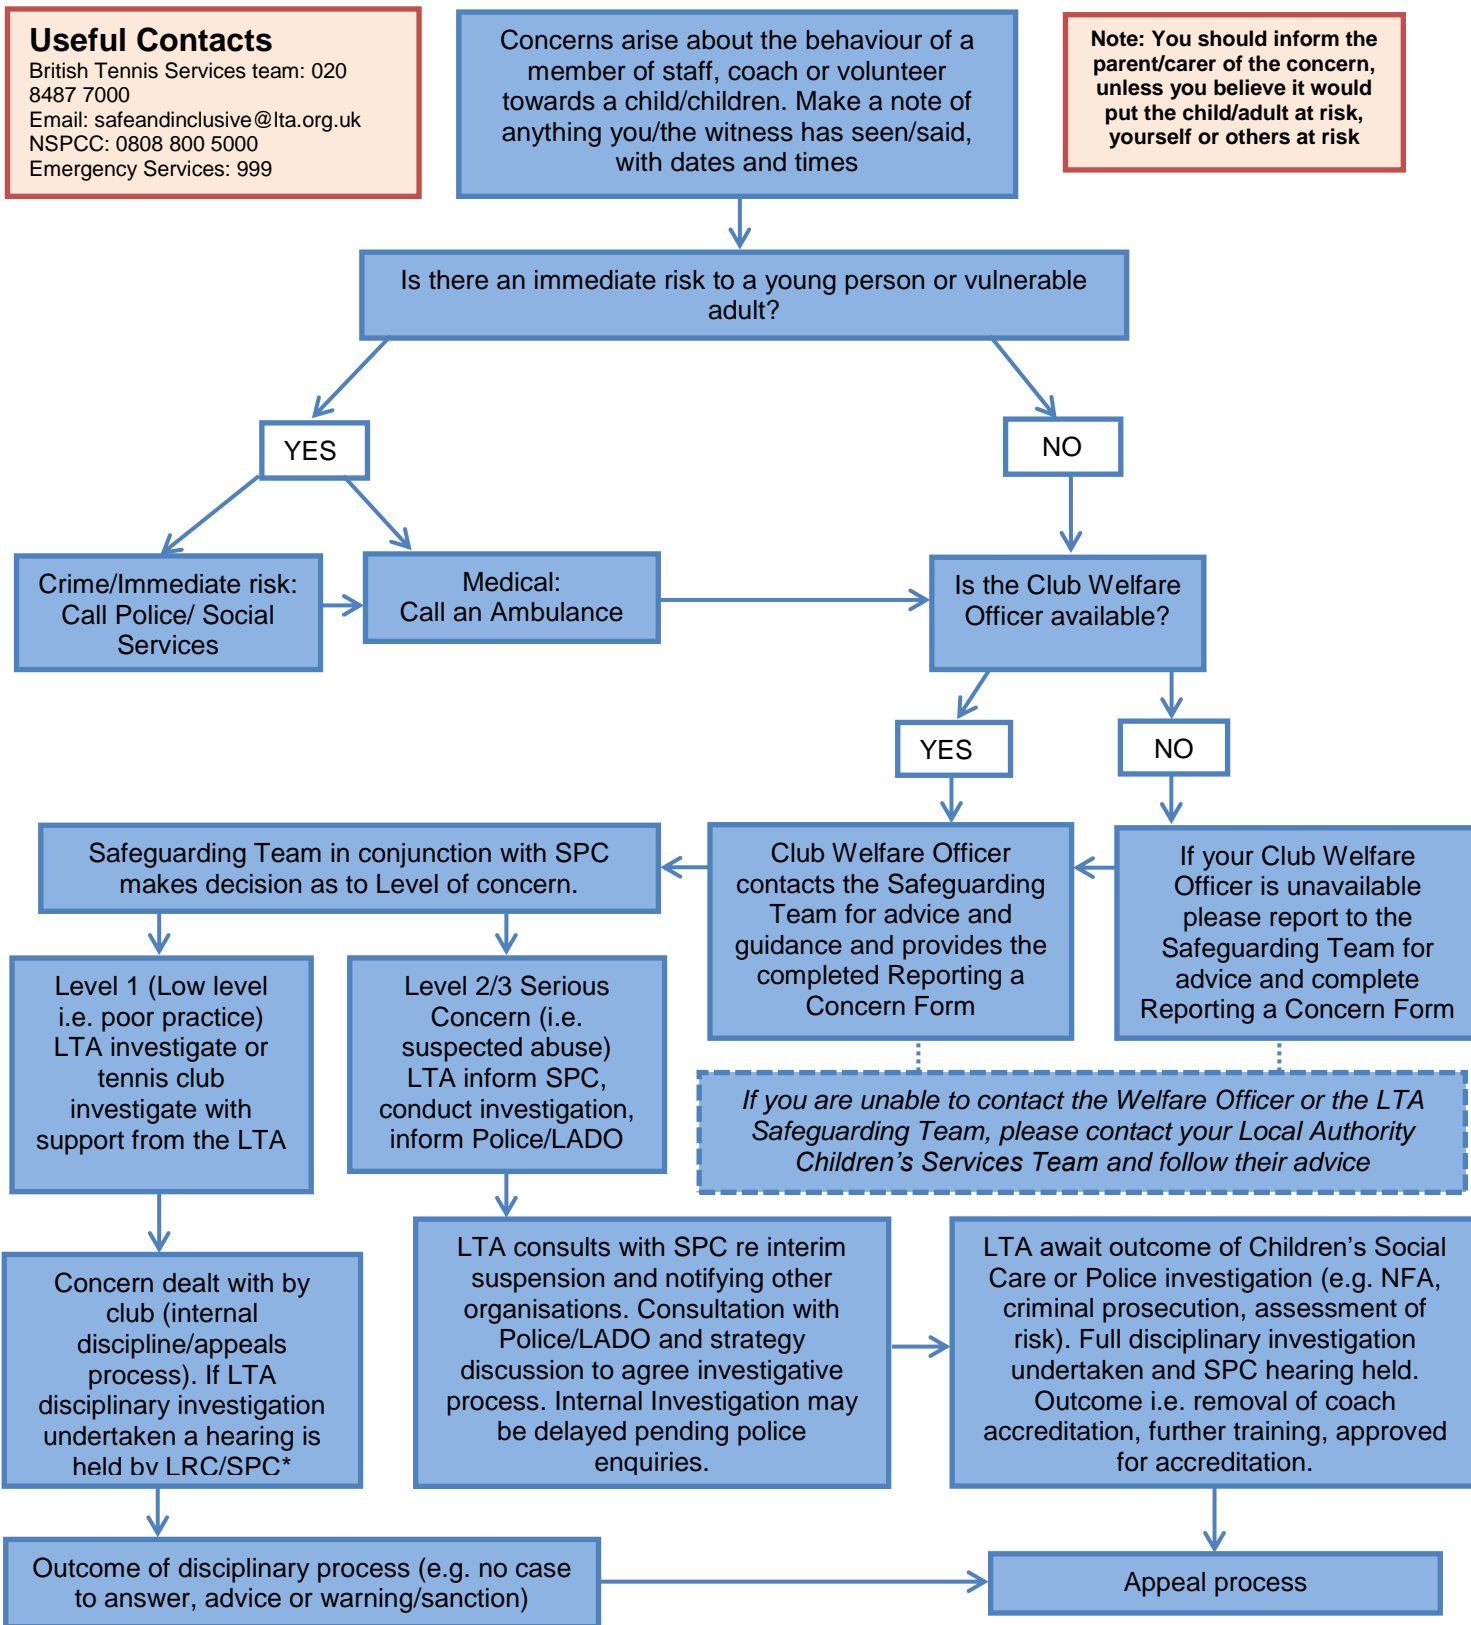 Useful Contacts
British Tennis Services team: 020
8487 7000
Email: safeandinclusive@lta.org.uk
NSPCC: 0808 800 5000
Emergency Services: 999
Concerns arise about the behaviour of a
member of staff, coach or volunteer
towards a child/children. Make a note of
anything you/the witness has seen/said,
with dates and times
Note: You should inform the
parent/carer of the concern,
unless you believe it would
put the child/adult at risk,
yourself or others at risk
Is there an immediate risk to a young person or vulnerable
adult?
YES
NO
Crime/Immediate risk:
Call Police/ Social
Services
Medical:
Call an Ambulance
Is the Club Welfare
Officer available?
YES
NO
Safeguarding Team in conjunction with SPC
makes decision as to Level of concern.
Club Welfare Officer
contacts the Safeguarding
Team for advice and
guidance and provides the
completed Reporting a
Concern Form
If your Club Welfare
Officer is unavailable
please report to the
Safeguarding Team for
advice and complete
Reporting a Concern Form
Level 1 (Low level
i.e. poor practice)
LTA investigate or
tennis club
investigate with
support from the LTA
Level 2/3 Serious
Concern (i.e.
suspected abuse)
LTA inform SPC,
conduct investigation,
inform Police/LADO
If you are unable to contact the Welfare Officer or the LTA
Safeguarding Team, please contact your Local Authority
Children’s Services Team and follow their advice
Concern dealt with by
club (internal
discipline/appeals
process). If LTA
disciplinary investigation
undertaken a hearing is
held by LRC/SPC*
LTA consults with SPC re interim
suspension and notifying other
organisations. Consultation with
Police/LADO and strategy
discussion to agree investigative
process. Internal Investigation may
be delayed pending police
enquiries.
LTA await outcome of Children’s Social
Care or Police investigation (e.g. NFA,
criminal prosecution, assessment of
risk). Full disciplinary investigation
undertaken and SPC hearing held.
Outcome i.e. removal of coach
accreditation, further training, approved
for accreditation.
Outcome of disciplinary process (e.g. no case
to answer, advice or warning/sanction)
Appeal process